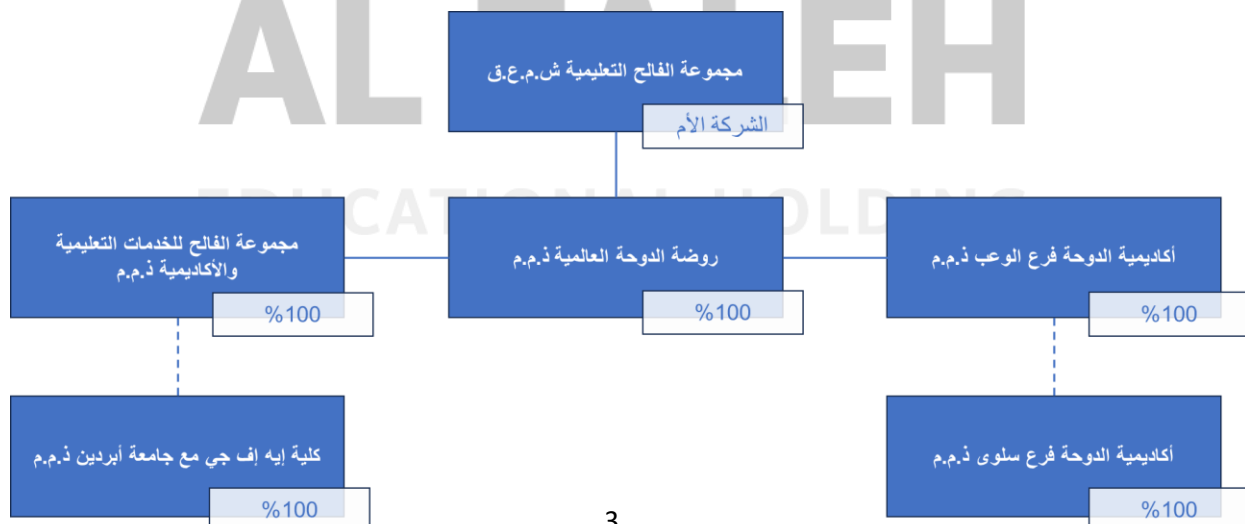 AL FALEH
EDUCATIONAL HOLDING
مجموعة الفالح التعليمية ش.م.ع.ق
الشركة الأم
أكاديمية الدوحة فرع الوعب ذ.م.م
%100
روضة الدوحة العالمية ذ.م.م
%100
مجموعة الفالح للخدمات التعليمية
والأكاديمية ذ.م.م
%100
أكاديمية الدوحة فرع سلوى ذ.م.م
%100
كلية إيه إف جي مع جامعة أبردين ذ.م.م
%100
3